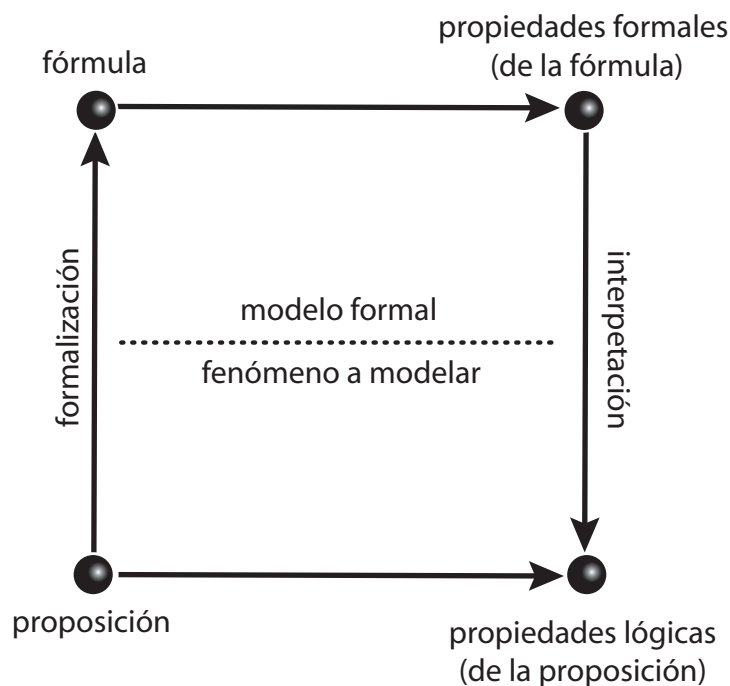 propiedades formales
(de la fórmula)
fórmula
formalización
modelo formal
fenómeno a modelar
interpetación
proposición
propiedades lógicas
(de la proposición)